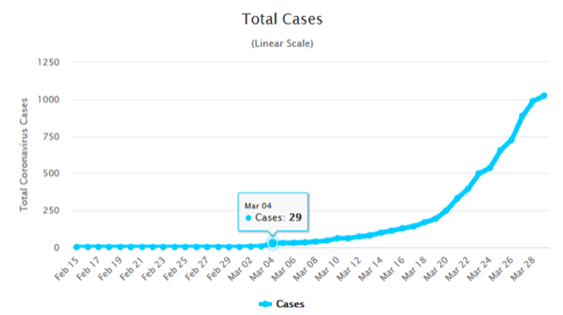 Total Cases
(Linear Scale)
Total Coronavirus Cases
1250
1000
750
500
250
0
Mar 04
Cases: 29
Feb 15
Feb 17
Feb 19
Feb 21
Feb 23
Feb 25
Feb 27
Feb 29
Mar 02
Mar 04
Mar 06
Mar 08
Mar 10
Mar 12
Mar 14
Mar 16
Mar 18
Mar 20
Mar 22
Mar 24
Mar 26
Mar 28
Cases